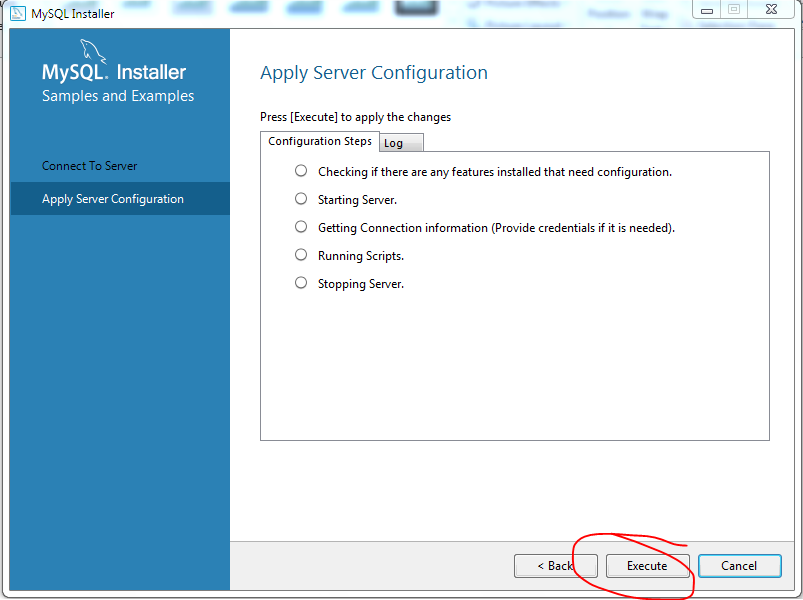 MySQL Installer
MySQL. Installer
Samples and Examples
Connect To Server
Apply Server Configuration
Apply Server Configuration
Press [Execute] to apply the changes
Configuration Steps
Log
Checking if there are any features installed that need configuration.
Starting Server.
Getting Connection information (Provide credentials if it is needed).
Running Scripts.
Stopping Server.
< Back
Execute
Cancel